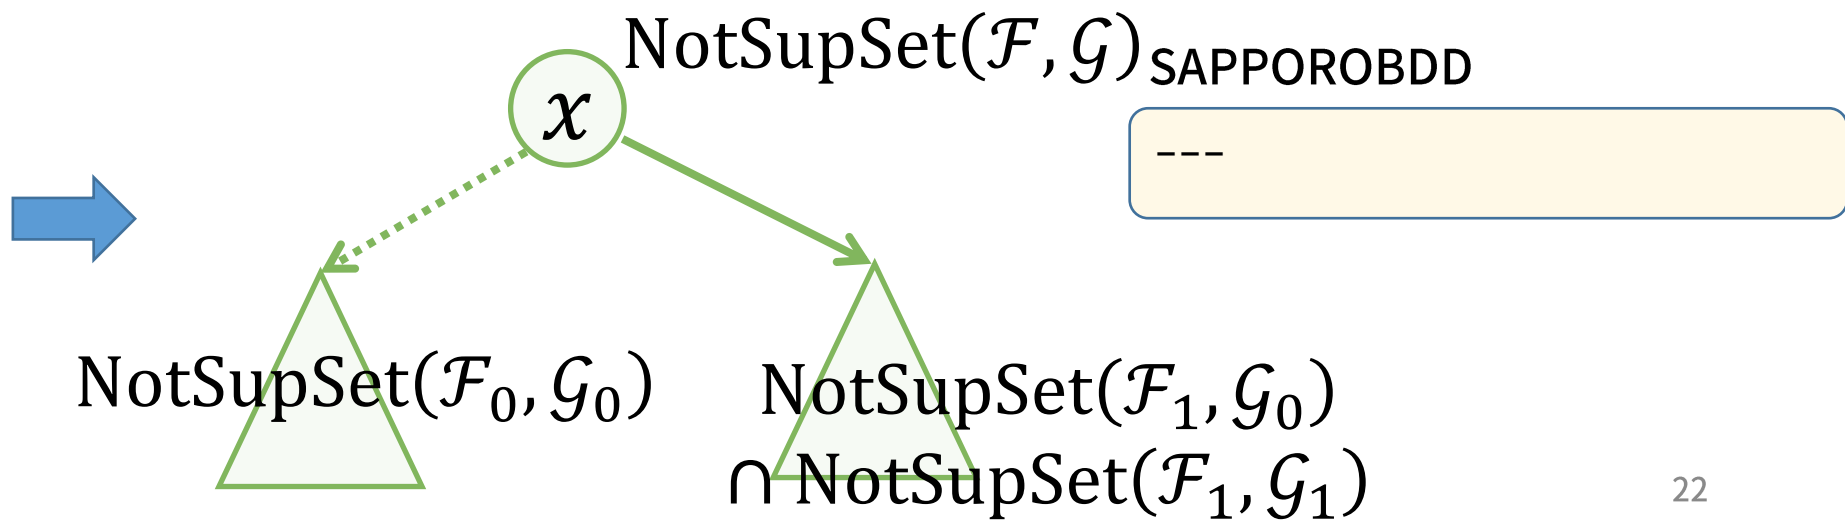 NotSupSet(ℱ, 𝒢)
SAPPOROBDD
x
---
NotSupSet(ℱ₀, 𝒢₀)
NotSupSet(ℱ₁, 𝒢₀)
∩ NotSupSet(ℱ₁, 𝒢₁)
22